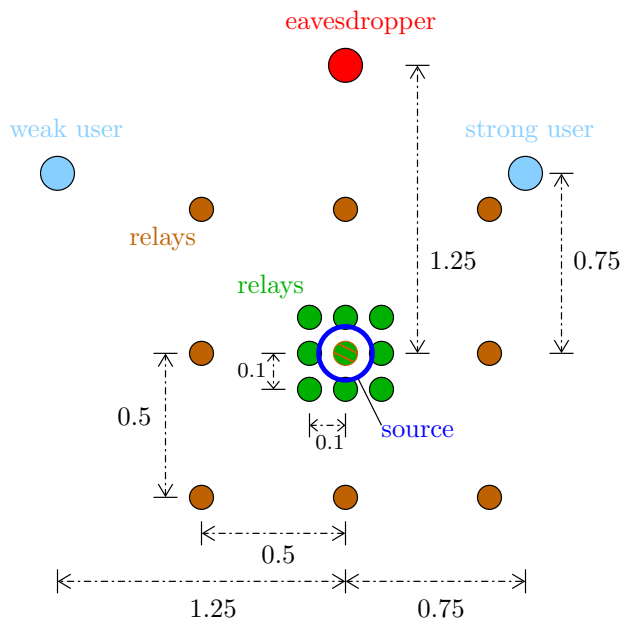 eavesdropper
weak user
strong user
relays
1.25
0.75
relays
0.1
0.5
source
0.1
0.5
1.25
0.75